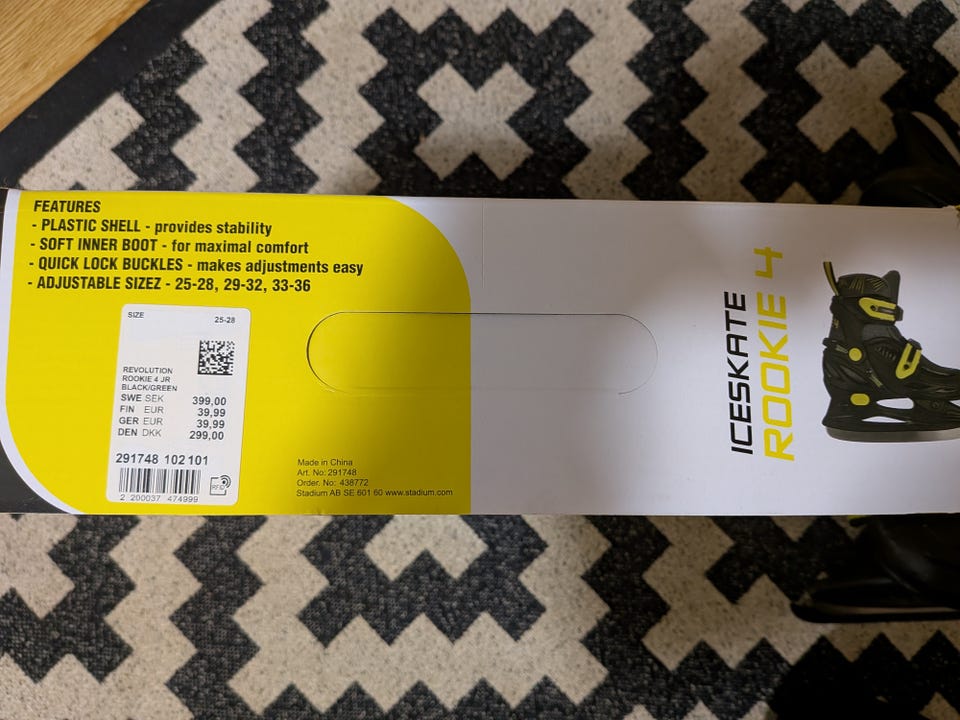 FEATURES
- PLASTIC SHELL - provides stability
- SOFT INNER BOOT - for maximal comfort
- QUICK LOCK BUCKLES - makes adjustments easy
- ADJUSTABLE SIZEZ - 25-28, 29-32, 33-36
SIZE 25-28
REVOLUTION
ROOKIE 4 JR
BLACK/GREEN
SWE SEK 399,00
FIN EUR 39,99
GER EUR 39,99
DEN DKK 299,00
291748 102 101
2 200037 474999
RFID
Made in China
Art. No: 291748
Order. No: 438772
Stadium AB SE 601 60 www.stadium.com
ICESKATE
ROOKIE 4